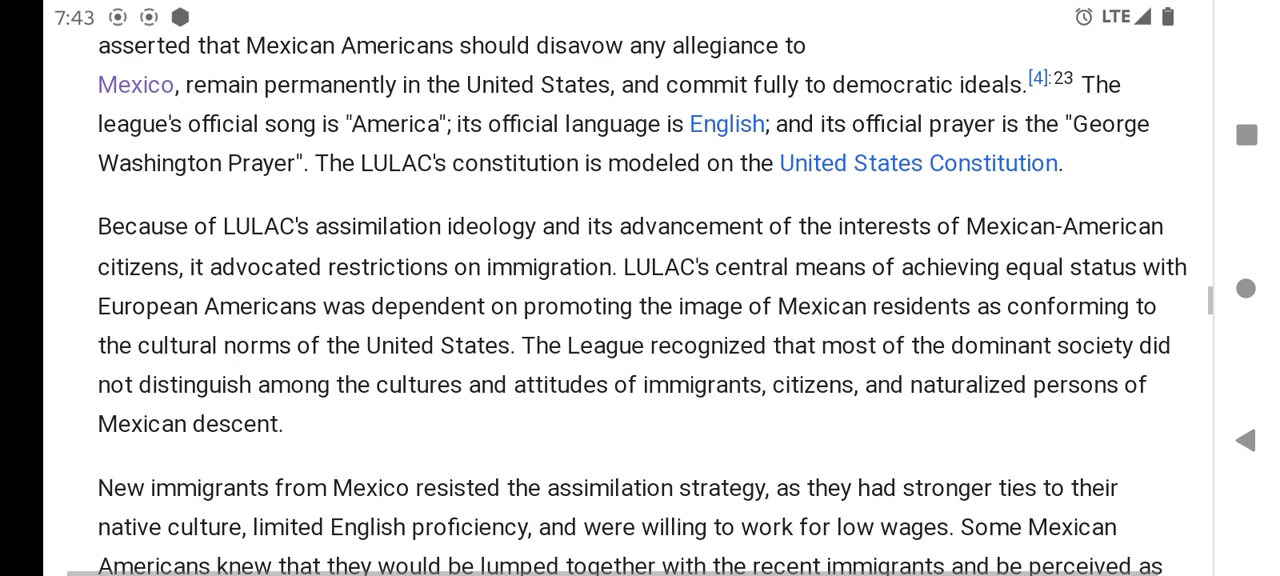 7:43
LTE
asserted that Mexican Americans should disavow any allegiance to
Mexico, remain permanently in the United States, and commit fully to democratic ideals.[4]:23 The
league's official song is "America"; its official language is English; and its official prayer is the "George
Washington Prayer". The LULAC's constitution is modeled on the United States Constitution.
Because of LULAC's assimilation ideology and its advancement of the interests of Mexican-American
citizens, it advocated restrictions on immigration. LULAC's central means of achieving equal status with
European Americans was dependent on promoting the image of Mexican residents as conforming to
the cultural norms of the United States. The League recognized that most of the dominant society did
not distinguish among the cultures and attitudes of immigrants, citizens, and naturalized persons of
Mexican descent.
New immigrants from Mexico resisted the assimilation strategy, as they had stronger ties to their
native culture, limited English proficiency, and were willing to work for low wages. Some Mexican
Americans knew that they would be lumped together with the recent immigrants and be perceived as